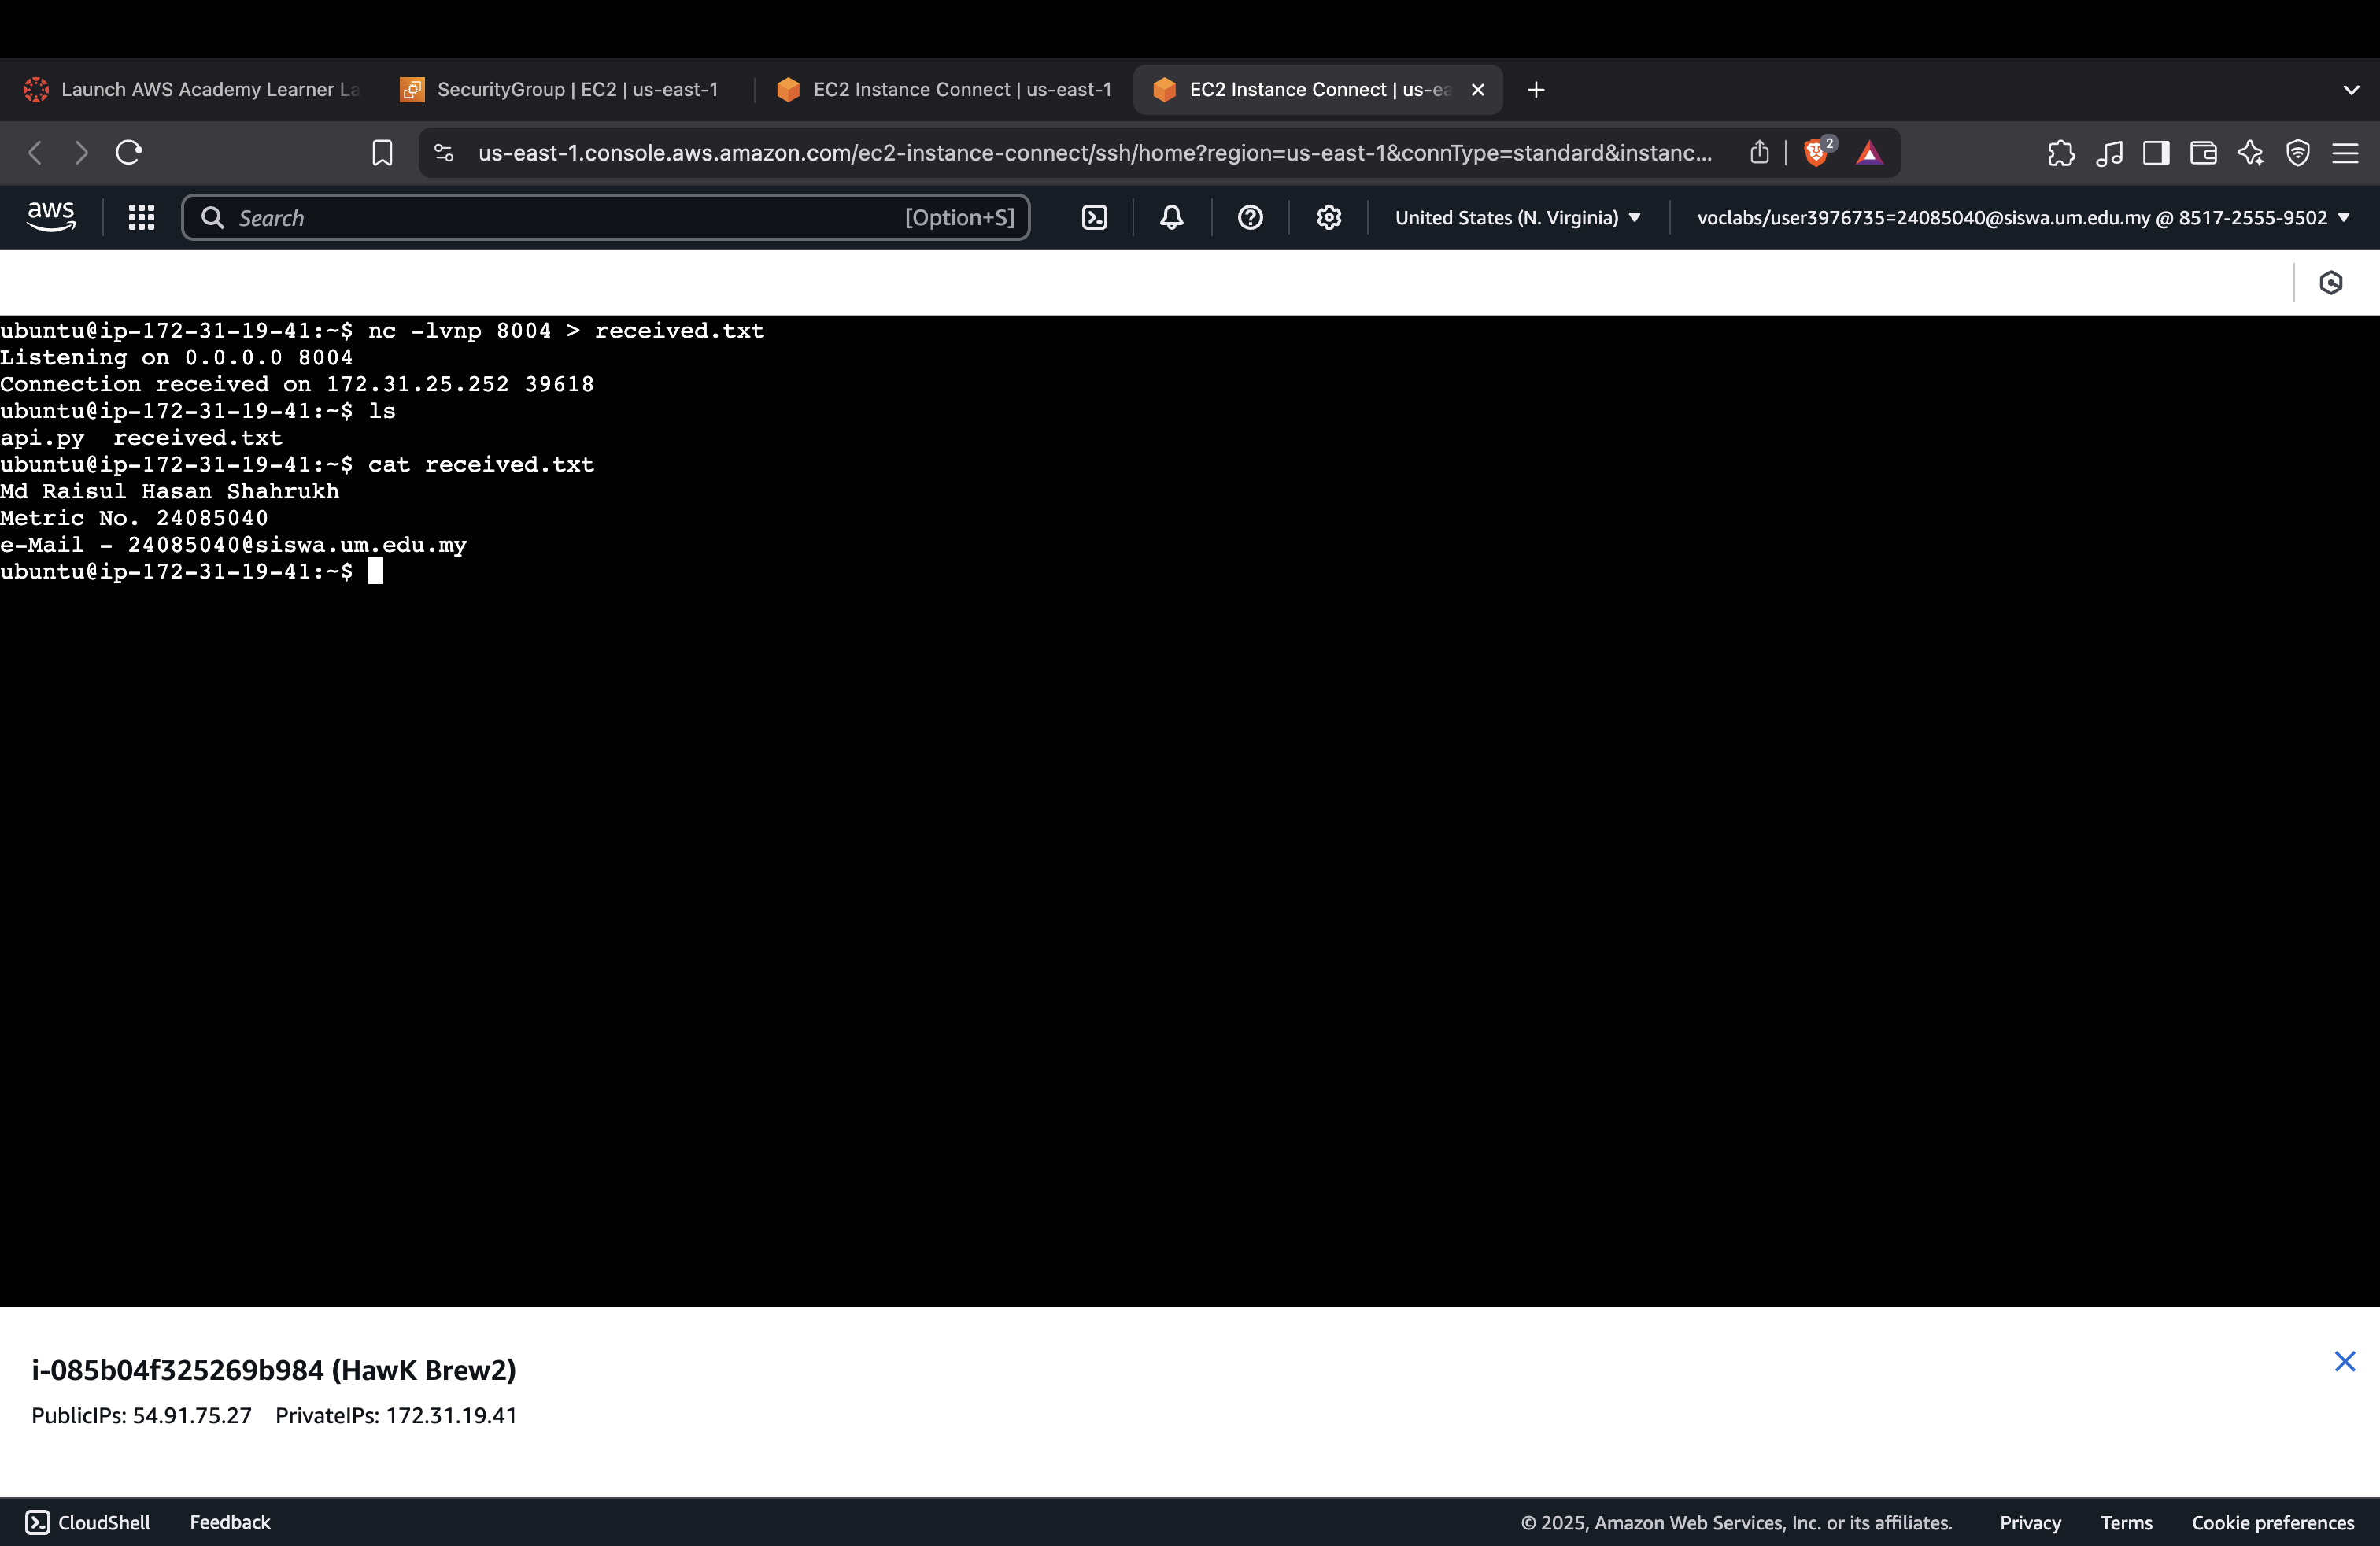 Launch AWS Academy Learner La
SecurityGroup | EC2 | us-east-1
EC2 Instance Connect | us-east-1
EC2 Instance Connect | us-ea
us-east-1.console.aws.amazon.com/ec2-instance-connect/ssh/home?region=us-east-1&connType=standard&instanc...
2
aws
Search
[Option+S]
United States (N. Virginia)
voclabs/user3976735=24085040@siswa.um.edu.my @ 8517-2555-9502
ubuntu@ip-172-31-19-41:~$ nc -lvnp 8004 > received.txt
Listening on 0.0.0.0 8004
Connection received on 172.31.25.252 39618
ubuntu@ip-172-31-19-41:~$ ls
api.py  received.txt
ubuntu@ip-172-31-19-41:~$ cat received.txt
Md Raisul Hasan Shahrukh
Metric No. 24085040
e-Mail - 24085040@siswa.um.edu.my
ubuntu@ip-172-31-19-41:~$
i-085b04f325269b984 (HawK Brew2)
PublicIPs: 54.91.75.27 PrivateIPs: 172.31.19.41
CloudShell
Feedback
© 2025, Amazon Web Services, Inc. or its affiliates.
Privacy
Terms
Cookie preferences